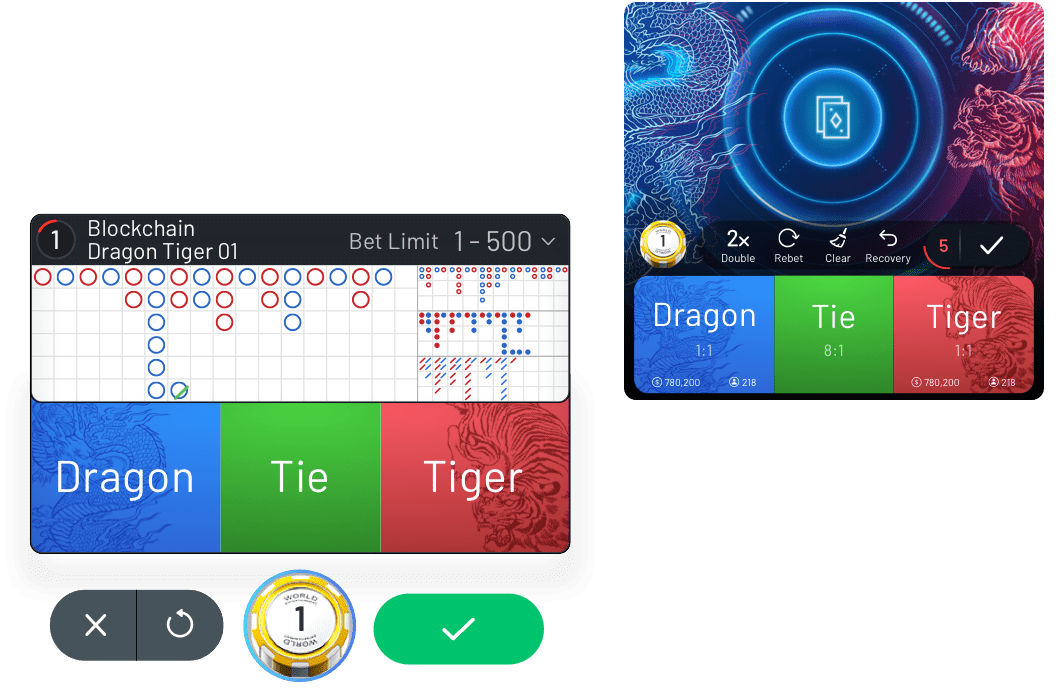 1
Blockchain
Dragon Tiger 01
Bet Limit 1 - 500
Dragon
Tie
Tiger
WORLD
1
WORLD
1
2x
Double
Rebet
Clear
Recovery
5
Dragon
1:1
780,200
218
Tie
8:1
Tiger
1:1
780,200
218